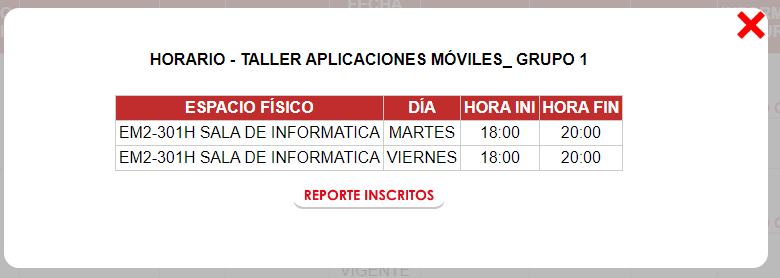 FECHA
HORARIO - TALLER APLICACIONES MÓVILES_ GRUPO 1
ESPACIO FÍSICO DÍA HORA INI HORA FIN
EM2-301H SALA DE INFORMATICA MARTES 18:00 20:00
EM2-301H SALA DE INFORMATICA VIERNES 18:00 20:00
REPORTE INSCRITOS
VIGENTE